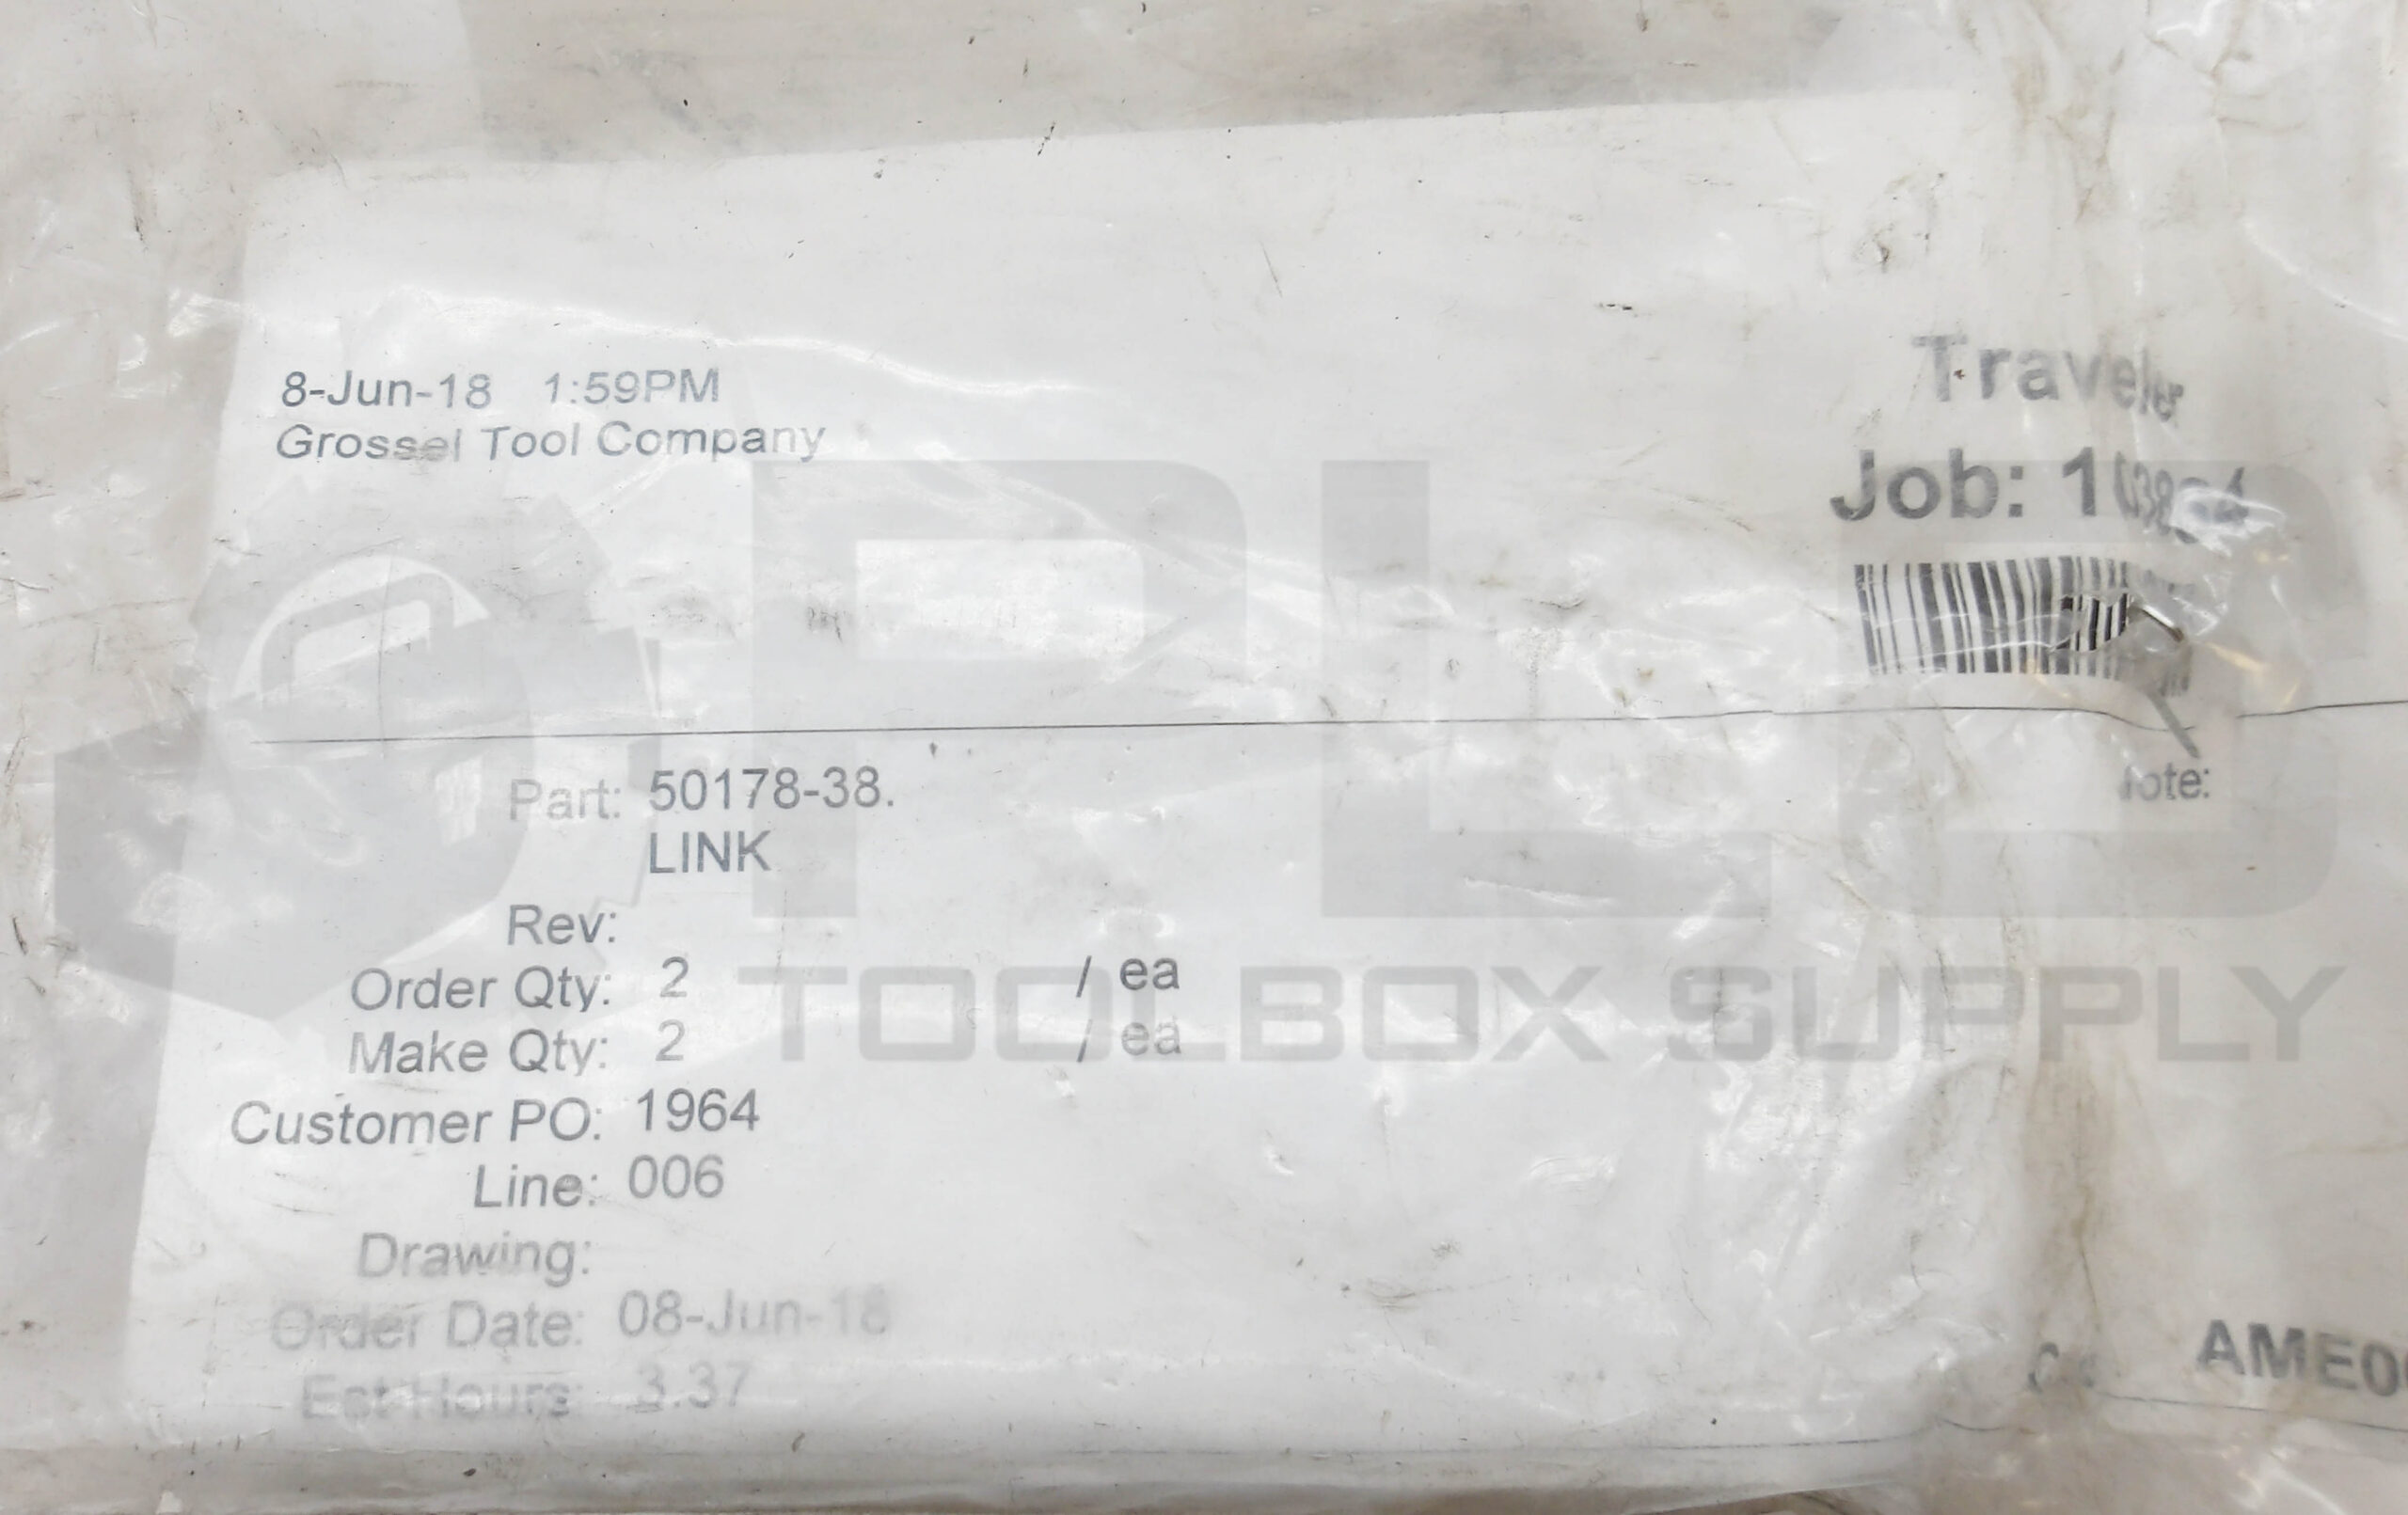 8-Jun-18 1:59PM
Grossel Tool Company
Traveler
Job:
PLC
TOOLBOX SUPPLY
Part: 50178-38.
LINK
Rev:
Order Qty: 2 / ea
Make Qty: 2 / ea
Customer PO: 1964
Line: 006
Drawing:
Order Date: 08-Jun-18
Est Hours: 3.37